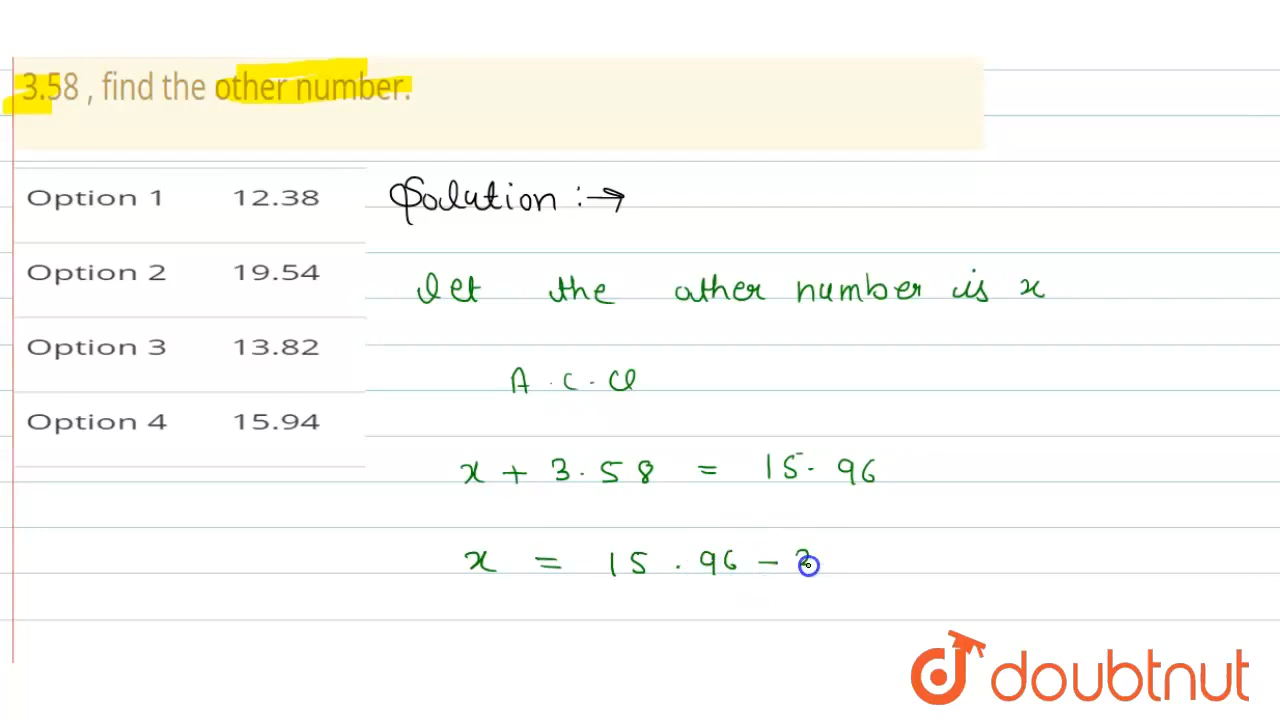 3.58 , find the other number.
Option 1 12.38
Option 2 19.54
Option 3 13.82
Option 4 15.94
Solution :→
let the other number is x
A . C . Q
x + 3.58 = 15.96
x = 15.96 - 3
doubtnut